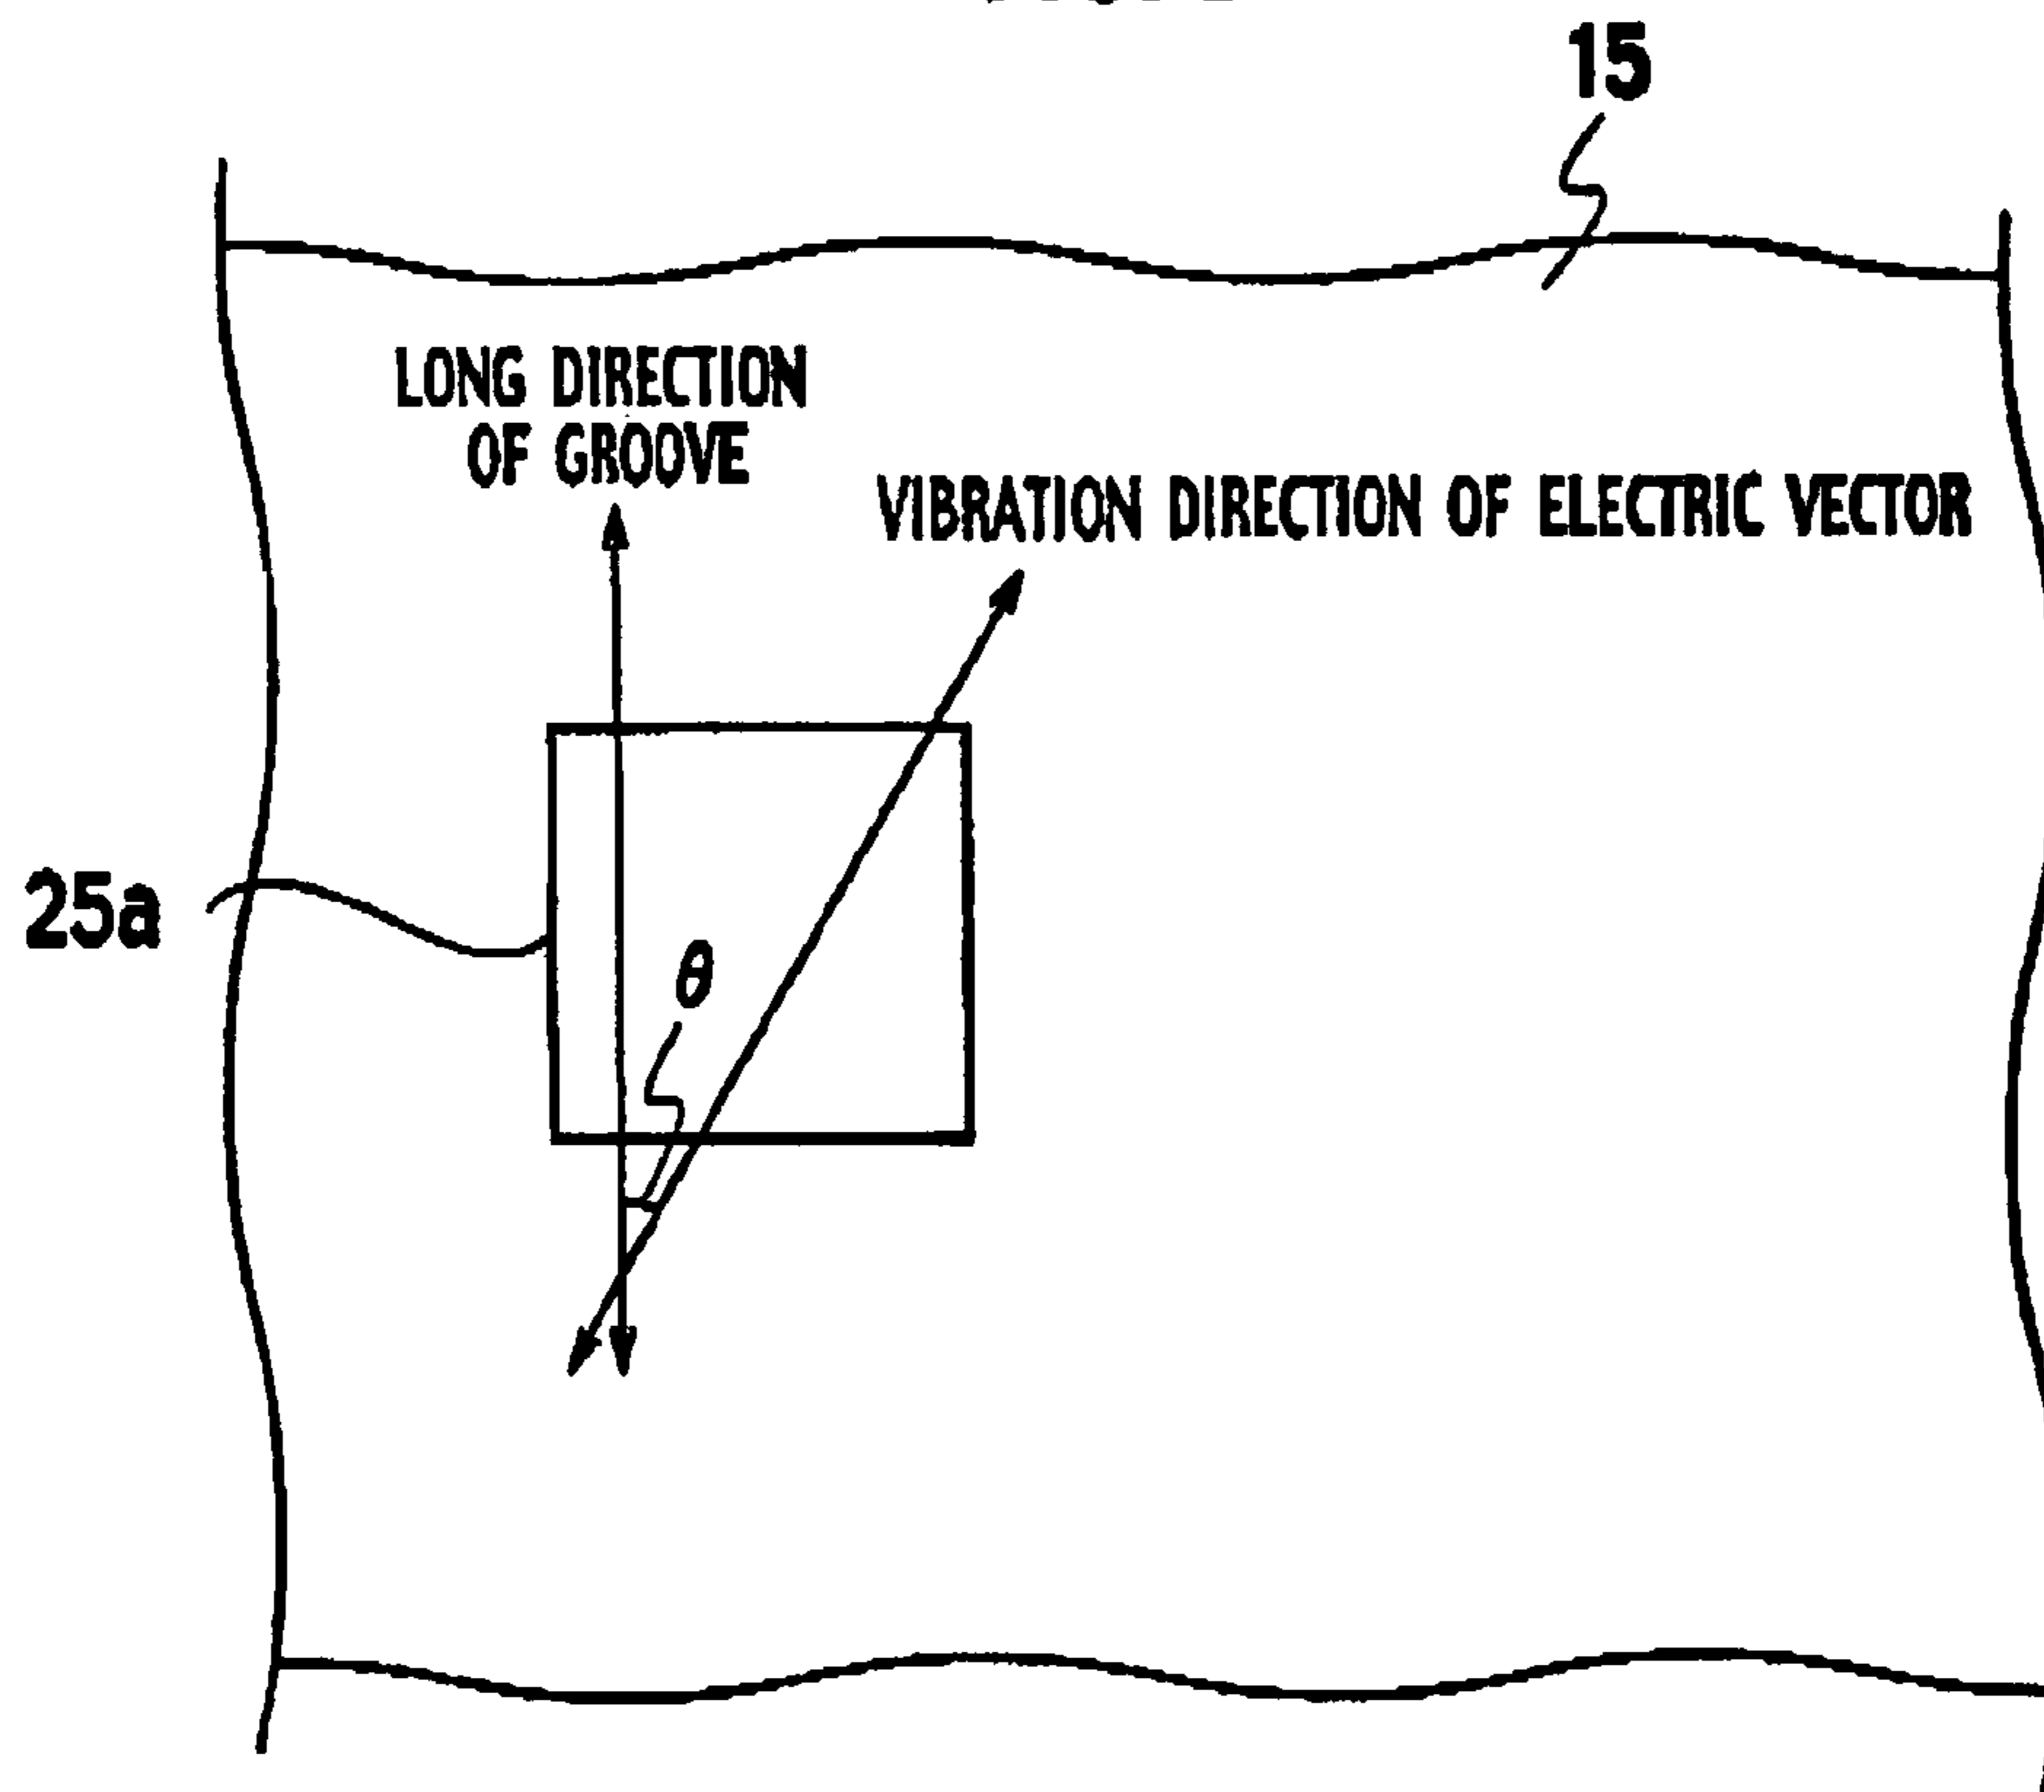 15
LONG DIRECTION
OF GROOVE
VIBRATION DIRECTION OF ELECTRIC VECTOR
25a
θ